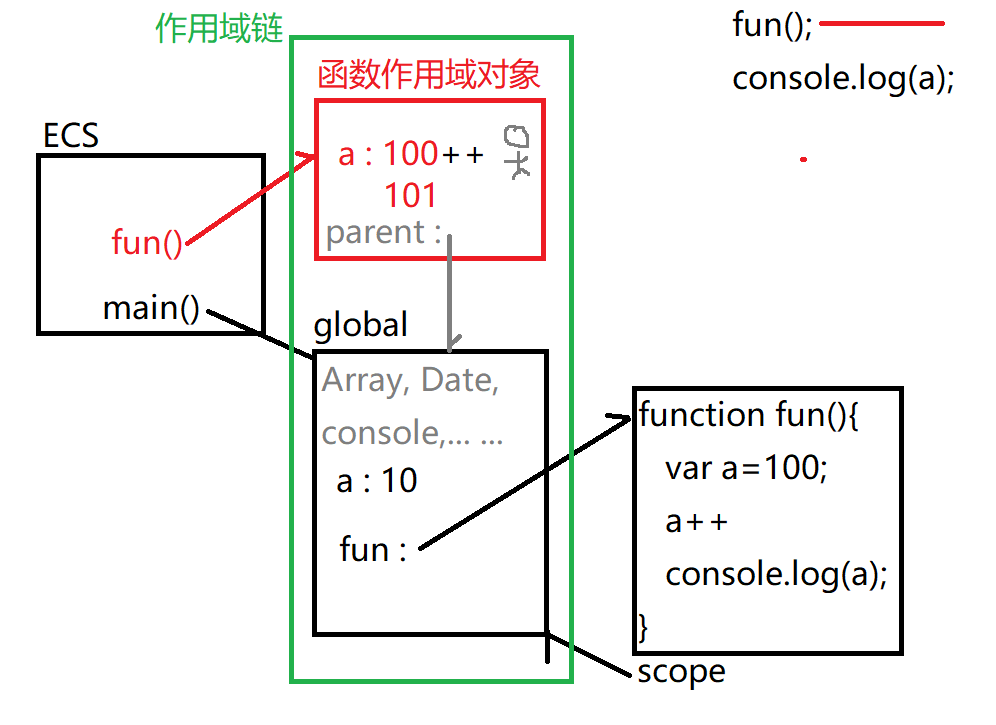 作用域链
fun();
console.log(a);
函数作用域对象
ECS
a : 100++
101
parent :
fun()
main()
global
Array, Date,
console,... ...
a : 10
fun :
function fun(){
var a=100;
a++
console.log(a);
}
scope